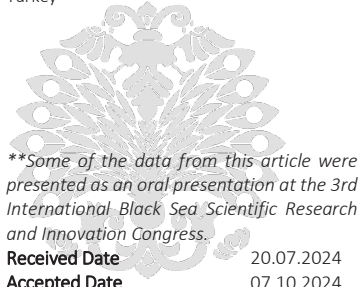 Turkey
**Some of the data from this article were
presented as an oral presentation at the 3rd
International Black Sea Scientific Research
and Innovation Congress.
Received Date 20.07.2024
Accepted Date 07.10.2024